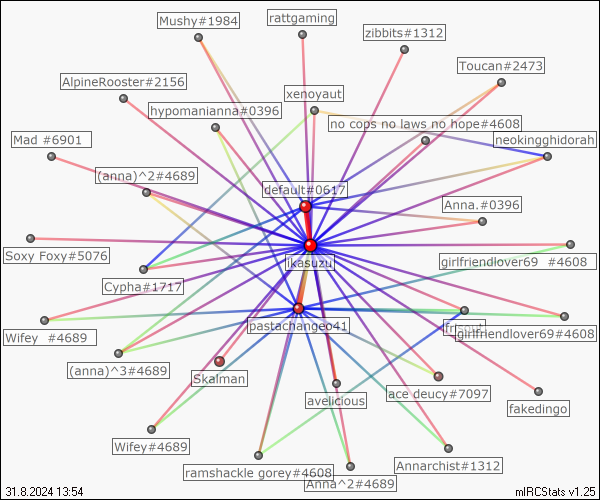 Mushy#1984
rattgaming
zibbits#1312
Toucan#2473
AlpineRooster#2156
xenoyaut
hypomanianna#0396
no cops no laws no hope#4608
Mad #6901
neokingghidorah
(anna)^2#4689
default#0617
Anna.#0396
Soxy Foxy#5076
ikasuzu
girlfriendlover69 #4608
Cypha#1717
pastachangeo41
Wifey #4689
girlfriendlover69#4608
(anna)^3#4689
Skalman
ace deucy#7097
avelicious
fakedingo
Wifey#4689
ramshackle gorey#4608
Annarchist#1312
Anna^2#4689
31.8.2024 13:54
mIRCStats v1.25